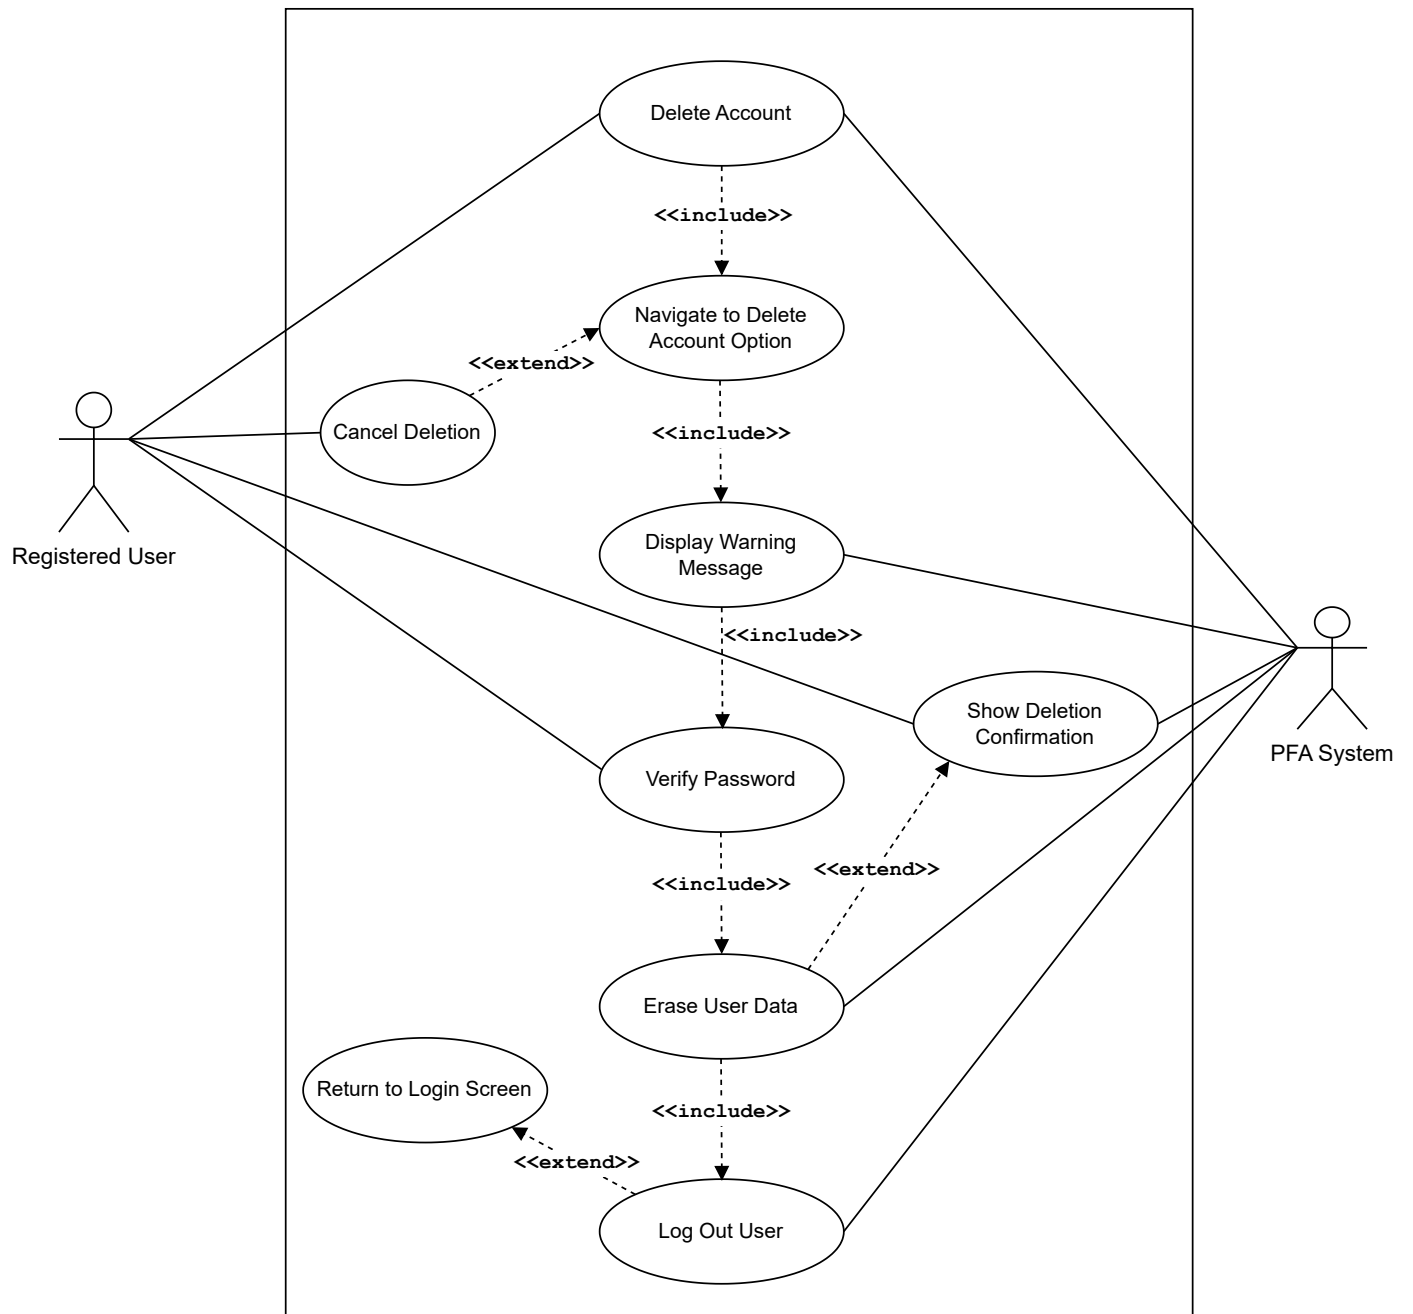 Delete Account
<<include>>
Navigate to Delete
Account Option
<<extend>>
Cancel Deletion
<<include>>
Registered User
Display Warning
Message
<<include>>
Show Deletion
Confirmation
PFA System
Verify Password
<<extend>>
<<include>>
Erase User Data
Return to Login Screen
<<include>>
<<extend>>
Log Out User